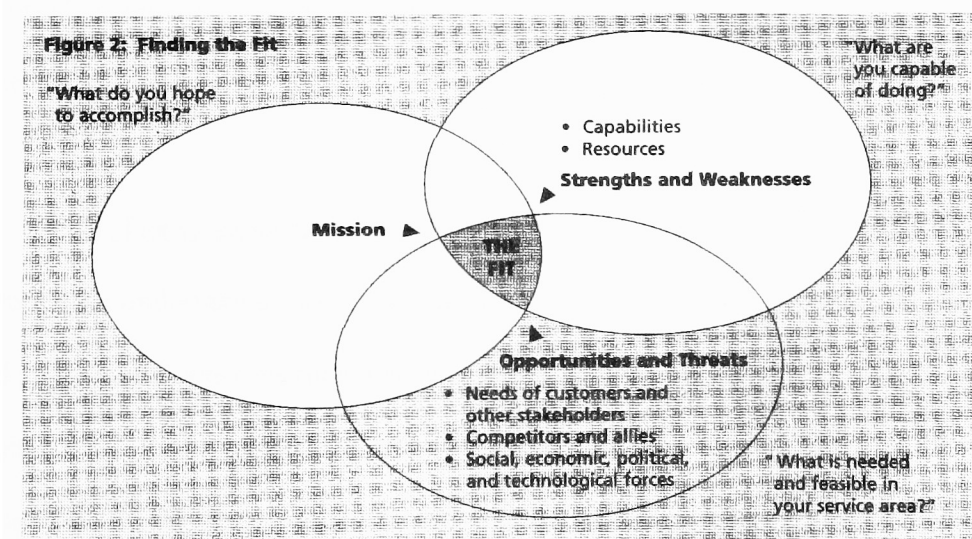 Figure 2: Finding the Fit
"What do you hope
to accomplish?"
"What are
you capable
of doing?"
• Capabilities
• Resources
Strengths and Weaknesses
Mission
THE
FIT
Opportunities and Threats
• Needs of customers and
other stakeholders
• Competitors and allies
• Social, economic, political,
and technological forces
"What is needed
and feasible in
your service area?"